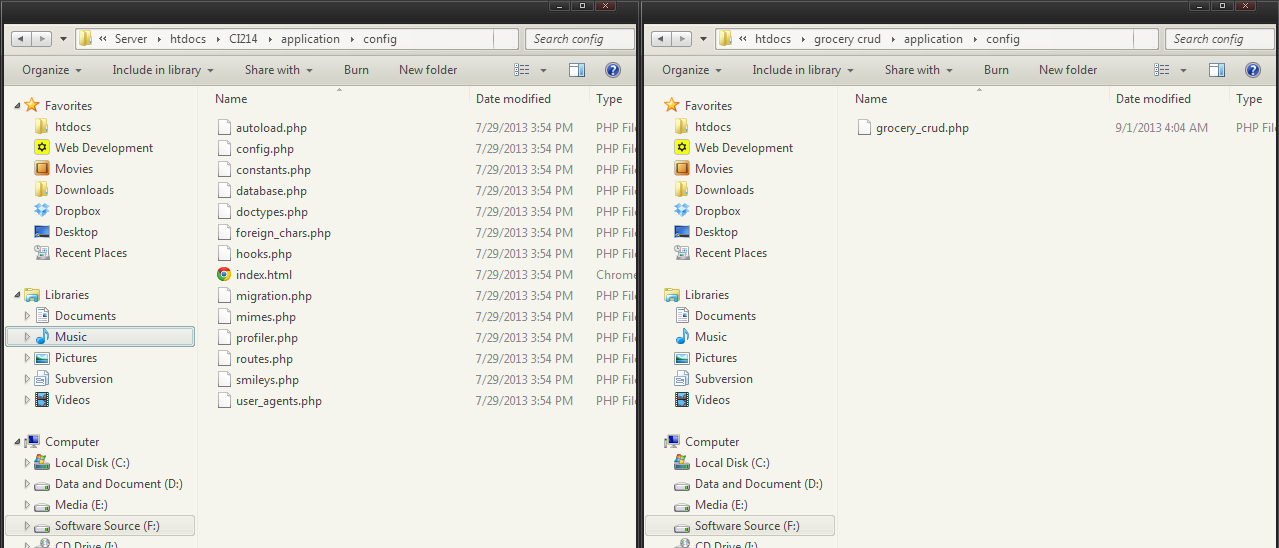 « Server › htdocs › CI214 › application › config
Search config
Organize
Include in library
Share with
Burn
New folder
Favorites
htdocs
Web Development
Movies
Downloads
Dropbox
Desktop
Recent Places
Libraries
Documents
Music
Pictures
Subversion
Videos
Computer
Local Disk (C:)
Data and Document (D:)
Media (E:)
Software Source (F:)
CD Drive (I:)
Name Date modified Type
autoload.php 7/29/2013 3:54 PM PHP File
config.php 7/29/2013 3:54 PM PHP File
constants.php 7/29/2013 3:54 PM PHP File
database.php 7/29/2013 3:54 PM PHP File
doctypes.php 7/29/2013 3:54 PM PHP File
foreign_chars.php 7/29/2013 3:54 PM PHP File
hooks.php 7/29/2013 3:54 PM PHP File
index.html 7/29/2013 3:54 PM Chrome
migration.php 7/29/2013 3:54 PM PHP File
mimes.php 7/29/2013 3:54 PM PHP File
profiler.php 7/29/2013 3:54 PM PHP File
routes.php 7/29/2013 3:54 PM PHP File
smileys.php 7/29/2013 3:54 PM PHP File
user_agents.php 7/29/2013 3:54 PM PHP File
« htdocs › grocery crud › application › config
Search config
Organize
Include in library
Share with
Burn
New folder
Favorites
htdocs
Web Development
Movies
Downloads
Dropbox
Desktop
Recent Places
Libraries
Documents
Music
Pictures
Subversion
Videos
Computer
Local Disk (C:)
Data and Document (D:)
Media (E:)
Software Source (F:)
CD Drive (I:)
Name Date modified Type
grocery_crud.php 9/1/2013 4:04 AM PHP File